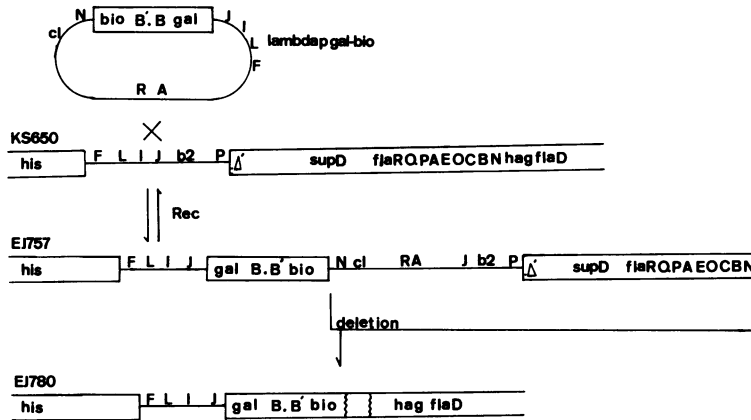 N bio B'.B gal J
cI I
L lambdapgal-bio
F
R A
KS650
his F L I J b2 P Δ' supD flaRQPAEOCBN hag flaD
Rec
EJ757
his F L I J gal B.B' bio N cI RA J b2 P Δ' supD flaRQPAEOCBN
deletion
EJ780
his F L I J gal B.B' bio hag flaD